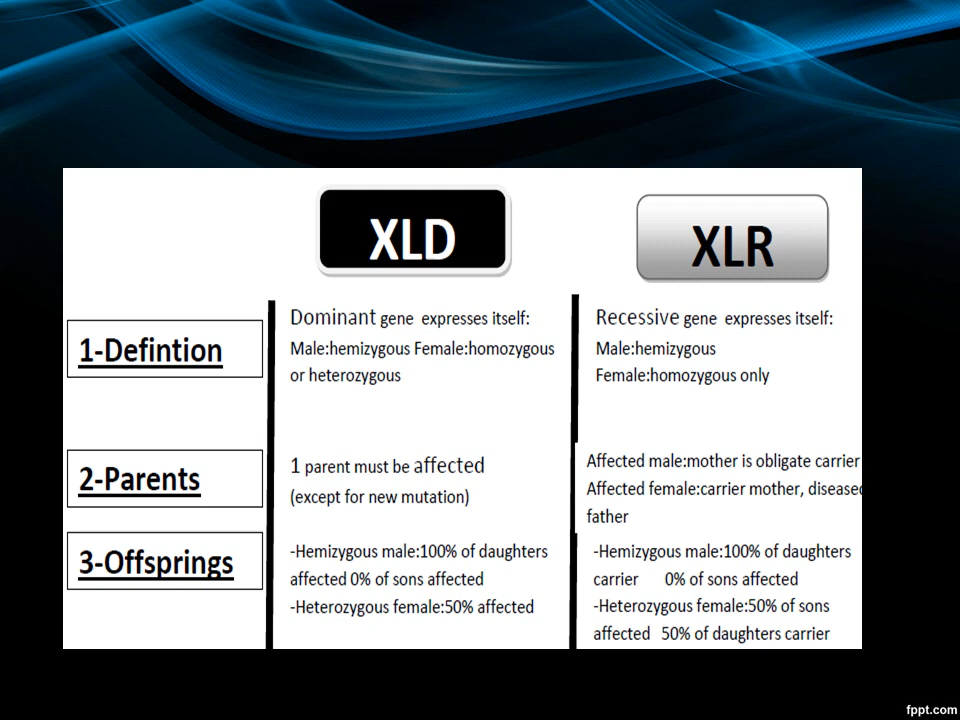 XLD
XLR
1-Defintion
Dominant gene expresses itself:
Male:hemizygous Female:homozygous
or heterozygous
Recessive gene expresses itself:
Male:hemizygous
Female:homozygous only
2-Parents
1 parent must be affected
(except for new mutation)
Affected male:mother is obligate carrier
Affected female:carrier mother, diseased
father
3-Offsprings
-Hemizygous male:100% of daughters
affected 0% of sons affected
-Heterozygous female:50% affected
-Hemizygous male:100% of daughters
carrier 0% of sons affected
-Heterozygous female:50% of sons
affected 50% of daughters carrier
fppt.com